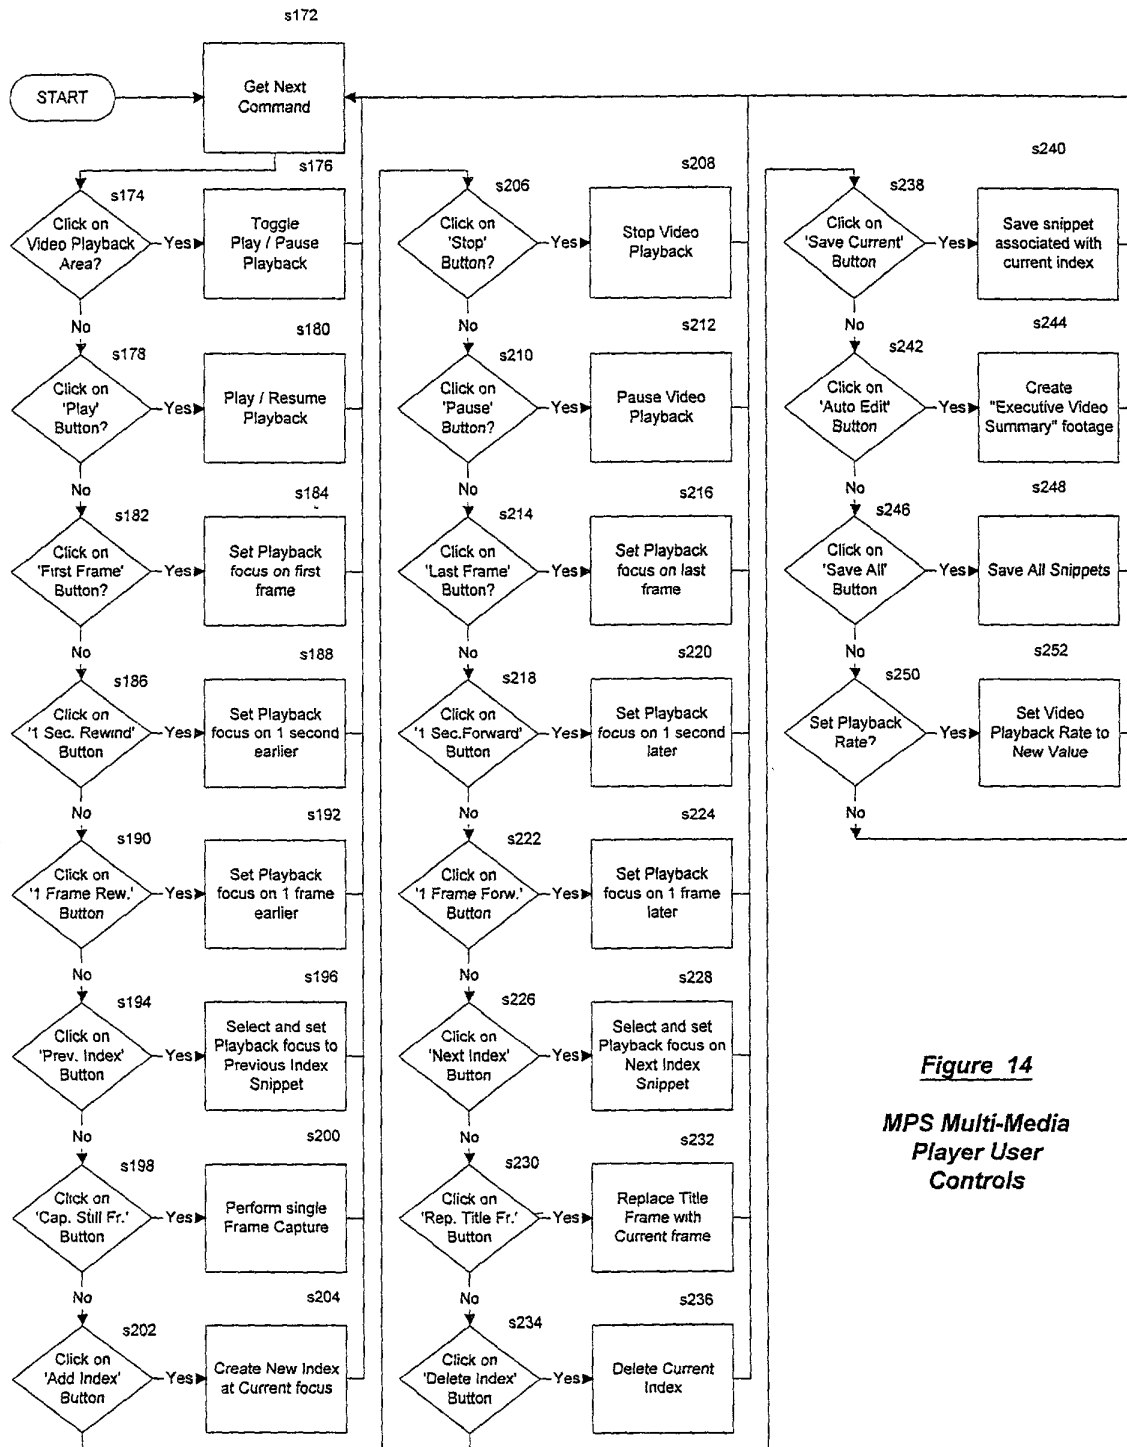 s172
START
Get Next
Command
s174
Click on
Video Playback
Area?
Yes
s176
Toggle
Play / Pause
Playback
No
s178
Click on
'Play'
Button?
Yes
s180
Play / Resume
Playback
No
s182
Click on
'First Frame'
Button?
Yes
s184
Set Playback
focus on first
frame
No
s186
Click on
'1 Sec. Rewind'
Button
Yes
s188
Set Playback
focus on 1 second
earlier
No
s190
Click on
'1 Frame Rew.'
Button
Yes
s192
Set Playback
focus on 1 frame
earlier
No
s194
Click on
'Prev. Index'
Button
Yes
s196
Select and set
Playback focus to
Previous Index
Snippet
No
s198
Click on
'Cap. Still Fr.'
Button
Yes
s200
Perform single
Frame Capture
No
s202
Click on
'Add Index'
Button
Yes
s204
Create New Index
at Current focus
s206
Click on
'Stop'
Button?
Yes
s208
Stop Video
Playback
No
s210
Click on
'Pause'
Button?
Yes
s212
Pause Video
Playback
No
s214
Click on
'Last Frame'
Button?
Yes
s216
Set Playback
focus on last
frame
No
s218
Click on
'1 Sec.Forward'
Button
Yes
s220
Set Playback
focus on 1 second
later
No
s222
Click on
'1 Frame Forw.'
Button
Yes
s224
Set Playback
focus on 1 frame
later
No
s226
Click on
'Next Index'
Button
Yes
s228
Select and set
Playback focus on
Next Index
Snippet
No
s230
Click on
'Rep. Title Fr.'
Button
Yes
s232
Replace Title
Frame with
Current frame
No
s234
Click on
'Delete Index'
Button
Yes
s236
Delete Current
Index
s238
Click on
'Save Current'
Button
Yes
s240
Save snippet
associated with
current index
No
s242
Click on
'Auto Edit'
Button
Yes
s244
Create
"Executive Video
Summary" footage
No
s246
Click on
'Save All'
Button
Yes
s248
Save All Snippets
No
s250
Set Playback
Rate?
Yes
s252
Set Video
Playback Rate to
New Value
No
Figure 14
MPS Multi-Media
Player User
Controls